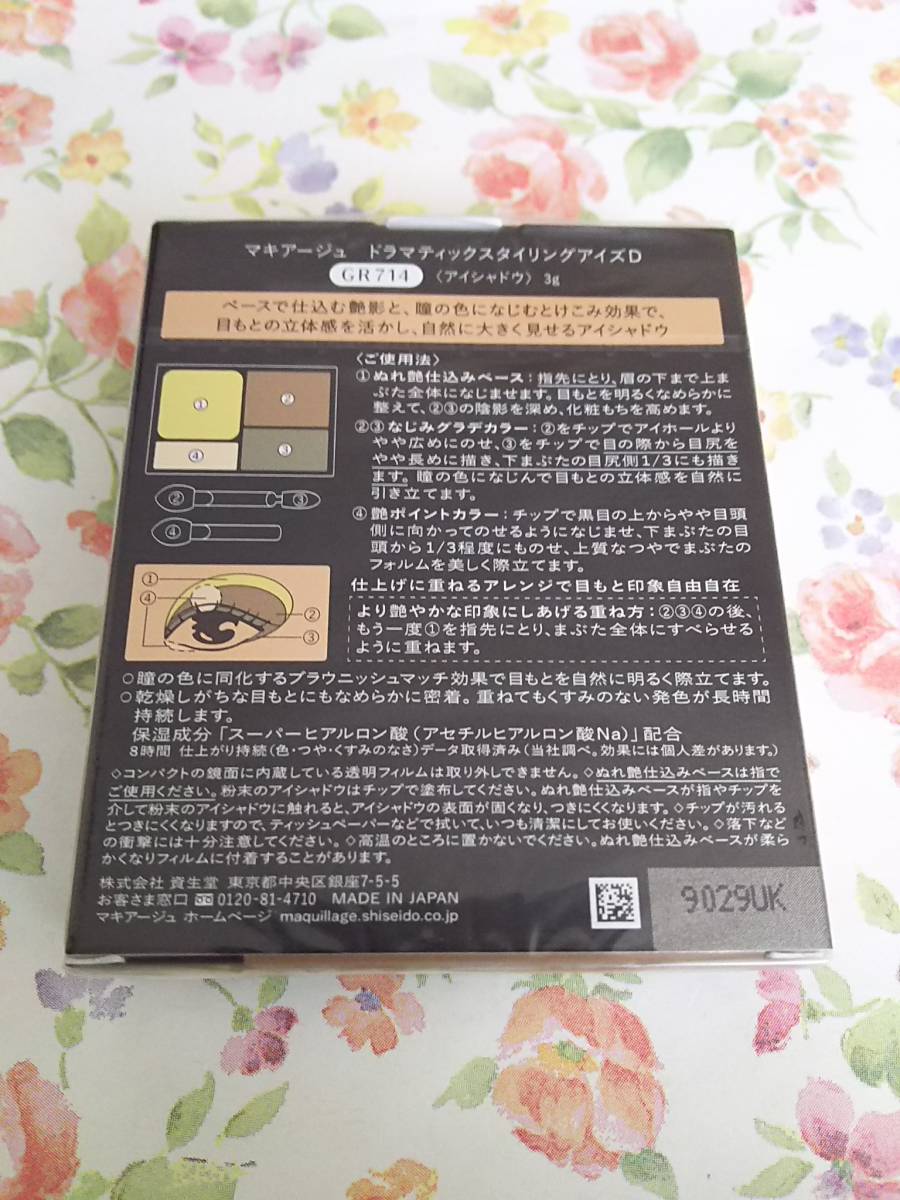 マキアージュ ドラマティックスタイリングアイズD
GR714 〈アイシャドウ〉 3g
ベースで仕込む艶影と、瞳の色になじむとけこみ効果で、
目もとの立体感を活かし、自然に大きく見せるアイシャドウ
〈ご使用法〉
① ② ④ ③
② ③
④
① ④ ② ③
①ぬれ艶仕込みベース：指先にとり、眉の下まで上ま
ぶた全体になじませます。目もとを明るくなめらかに
整えて、②③の陰影を深め、化粧もちを高めます。
②③なじみグラデカラー：②をチップでアイホールより
やや広めにのせ、③をチップで目の際から目尻を
やや長めに描き、下まぶたの目尻側1/3にも描き
ます。瞳の色になじんで目もとの立体感を自然に
引き立てます。
④ 艶ポイントカラー：チップで黒目の上からやや目頭
側に向かってのせるようになじませ、下まぶたの目
頭から1/3程度にものせ、上質なつやでまぶたの
フォルムを美しく際立てます。
仕上げに重ねるアレンジで目もと印象自由自在
より艶やかな印象にしあげる重ね方：②③④の後、
もう一度①を指先にとり、まぶた全体にすべらせる
ように重ねます。
○瞳の色に同化するブラウニッシュマッチ効果で目もとを自然に明るく際立てます。
○乾燥しがちな目もとにもなめらかに密着。重ねてもくすみのない発色が長時間
持続します。
保湿成分「スーパーヒアルロン酸（アセチルヒアルロン酸Na）」配合
8時間 仕上がり持続（色・つや・くすみのなさ）データ取得済み（当社調べ。効果には個人差があります。）
◇コンパクトの鏡面に内蔵している透明フィルムは取り外しできません。◇ぬれ艶仕込みベースは指で
ご使用ください。粉末のアイシャドウはチップで塗布してください。ぬれ艶仕込みベースが指やチップを
介して粉末のアイシャドウに触れると、アイシャドウの表面が固くなり、つきにくくなります。◇チップが汚れる
とつきにくくなりますので、ティッシュペーパーなどで拭いて、いつも清潔にしてお使いください。◇落下など
の衝撃には十分注意してください。◇高温のところに置かないでください。ぬれ艶仕込みベースが柔ら
かくなりフィルムに付着することがあります。
株式会社 資生堂 東京都中央区銀座7-5-5
お客さま窓口 0120-81-4710 MADE IN JAPAN
マキアージュ ホームページ maquillage.shiseido.co.jp
9029UK